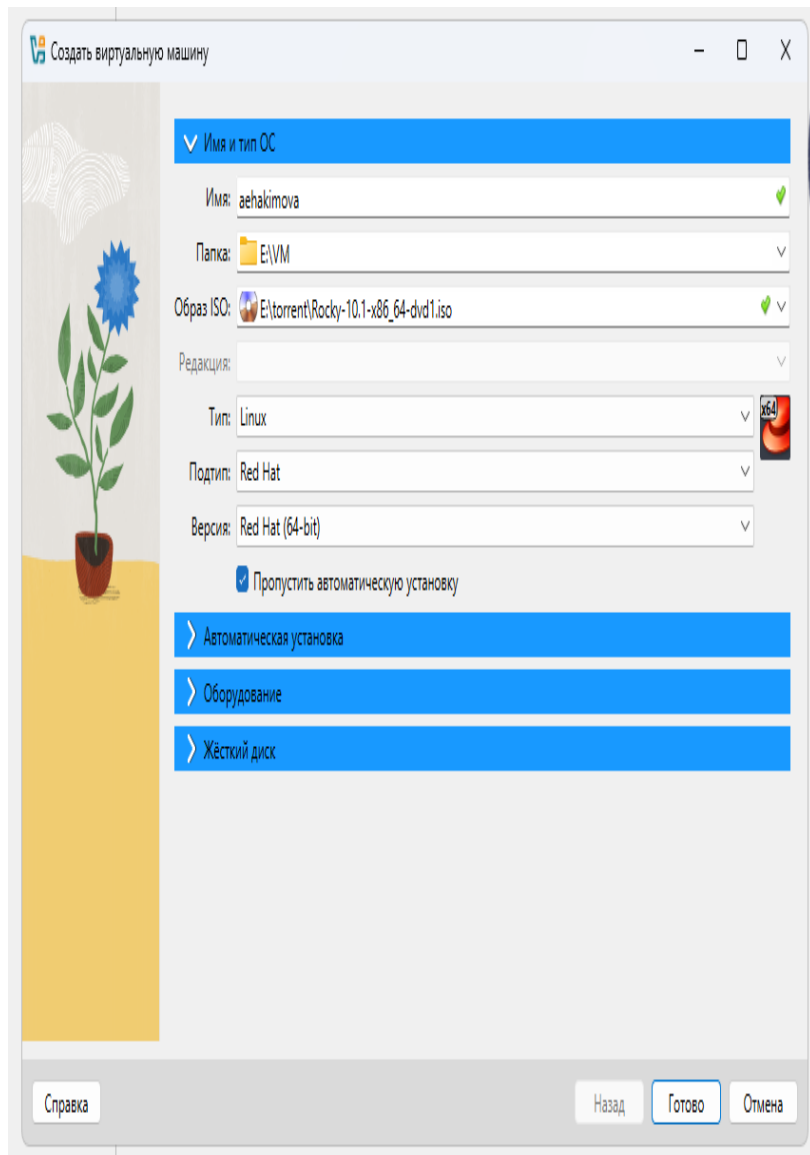 Создать виртуальную машину
Имя и тип ОС
Имя: aehakimova
Папка: E:\VM
Образ ISO: E:\torrent\Rocky-10.1-x86_64-dvd1.iso
Редакция:
Тип: Linux
x64
Подтип: Red Hat
Версия: Red Hat (64-bit)
Пропустить автоматическую установку
Автоматическая установка
Оборудование
Жёсткий диск
Справка Назад Готово Отмена